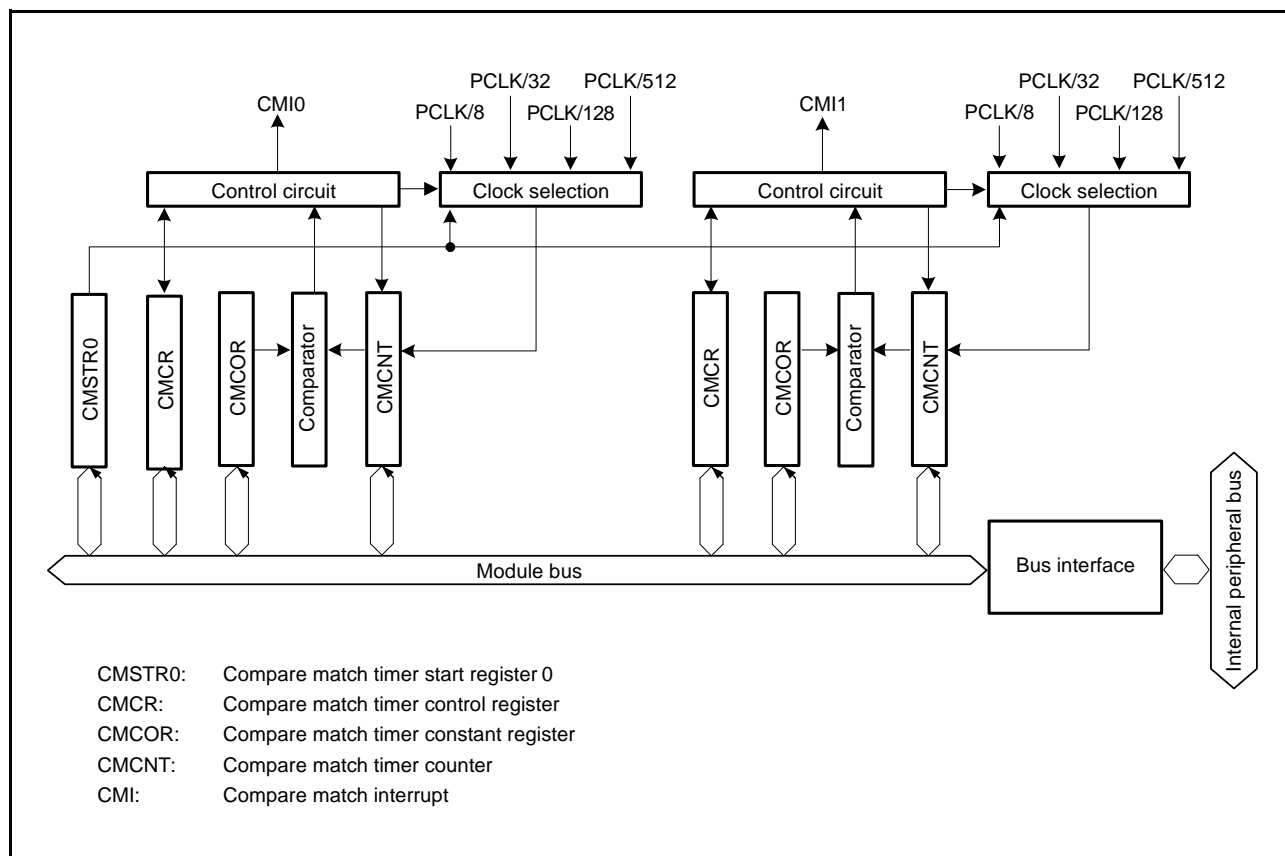 PCLK/32 PCLK/512
CMI0 PCLK/8 PCLK/128
PCLK/32 PCLK/512
CMI1 PCLK/8 PCLK/128
Control circuit Clock selection
Control circuit Clock selection
CMSTR0
CMCR
CMCOR
Comparator
CMCNT
CMCR
CMCOR
Comparator
CMCNT
Module bus
Bus interface
Internal peripheral bus
CMSTR0: Compare match timer start register 0
CMCR: Compare match timer control register
CMCOR: Compare match timer constant register
CMCNT: Compare match timer counter
CMI: Compare match interrupt